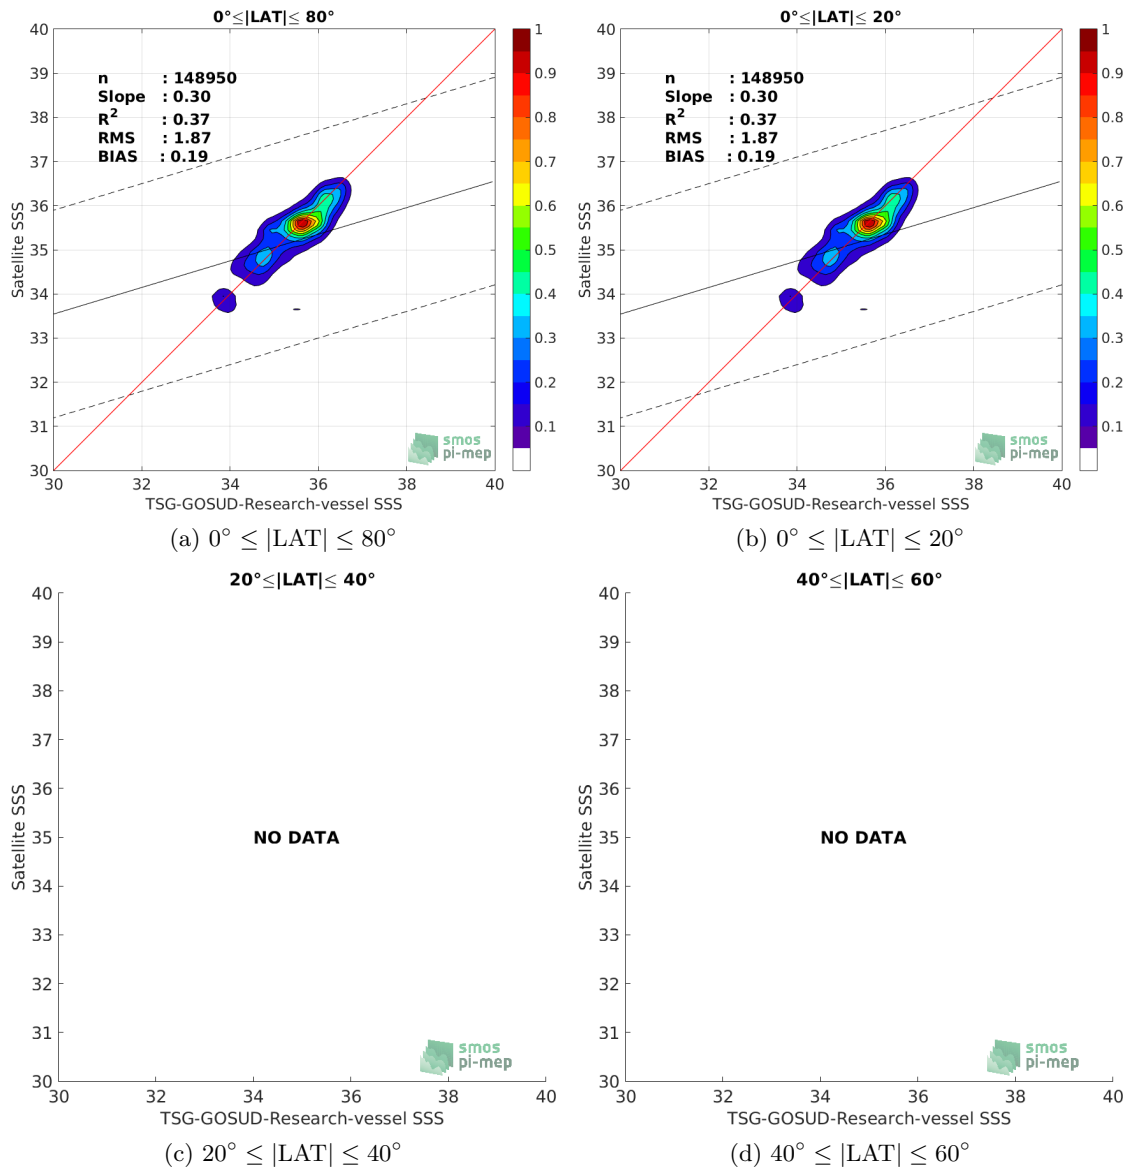 0°≤|LAT|≤ 80°
40
39
38
37
36
35
34
33
32
31
30
Satellite SSS
n : 148950
Slope : 0.30
R² : 0.37
RMS : 1.87
BIAS : 0.19
smos
pi-mep
30 32 34 36 38 40
TSG-GOSUD-Research-vessel SSS
1
0.9
0.8
0.7
0.6
0.5
0.4
0.3
0.2
0.1
(a) 0° ≤ |LAT| ≤ 80°
0°≤|LAT|≤ 20°
40
39
38
37
36
35
34
33
32
31
30
Satellite SSS
n : 148950
Slope : 0.30
R² : 0.37
RMS : 1.87
BIAS : 0.19
smos
pi-mep
30 32 34 36 38 40
TSG-GOSUD-Research-vessel SSS
1
0.9
0.8
0.7
0.6
0.5
0.4
0.3
0.2
0.1
(b) 0° ≤ |LAT| ≤ 20°
20°≤|LAT|≤ 40°
40
39
38
37
36
35
34
33
32
31
30
Satellite SSS
NO DATA
smos
pi-mep
30 32 34 36 38 40
TSG-GOSUD-Research-vessel SSS
(c) 20° ≤ |LAT| ≤ 40°
40°≤|LAT|≤ 60°
40
39
38
37
36
35
34
33
32
31
30
Satellite SSS
NO DATA
smos
pi-mep
30 32 34 36 38 40
TSG-GOSUD-Research-vessel SSS
(d) 40° ≤ |LAT| ≤ 60°